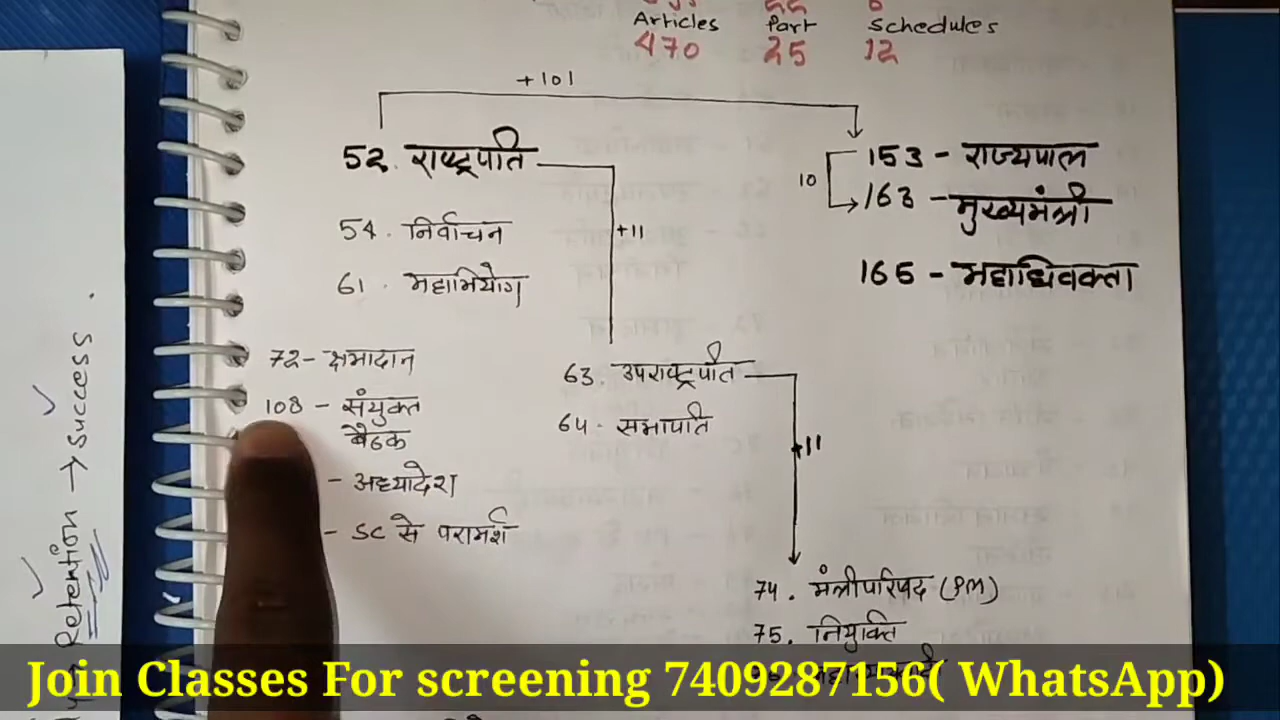 Articles Part Schedules
470 25 12
+101
52. राष्ट्रपति
153 - राज्यपाल
10
163 - मुख्यमंत्री
54. निर्वाचन
+11
61. महाभियोग
165 - महाधिवक्ता
72 - क्षमादान
63. उपराष्ट्रपति
108 - संयुक्त
बैठक
64. सभापति
+11
- अध्यादेश
- SC से परामर्श
74. मंत्रीपरिषद (PM)
75. नियुक्ति
Retention → Success.
Join Classes For screening 7409287156( WhatsApp)